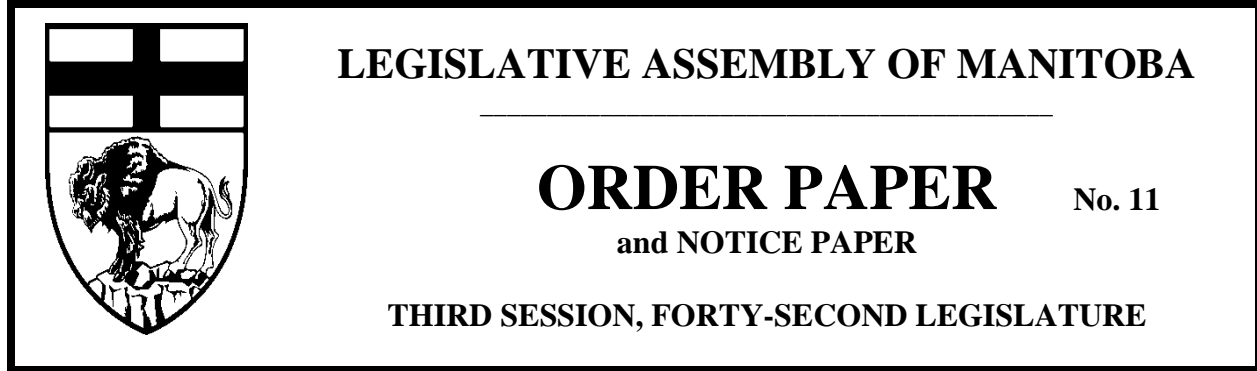 LEGISLATIVE ASSEMBLY OF MANITOBA
ORDER PAPER No. 11
and NOTICE PAPER
THIRD SESSION, FORTY-SECOND LEGISLATURE